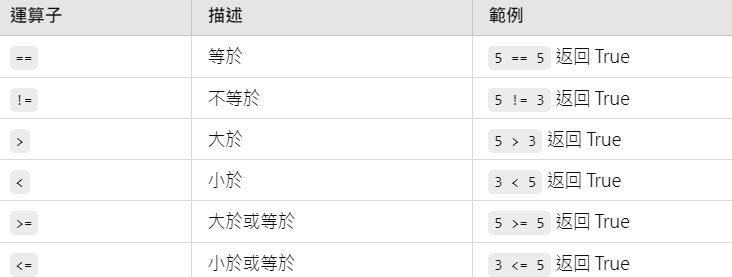 運算子 描述 範例
== 等於 5 == 5 返回 True
!= 不等於 5 != 3 返回 True
> 大於 5 > 3 返回 True
< 小於 3 < 5 返回 True
>= 大於或等於 5 >= 5 返回 True
<= 小於或等於 3 <= 5 返回 True